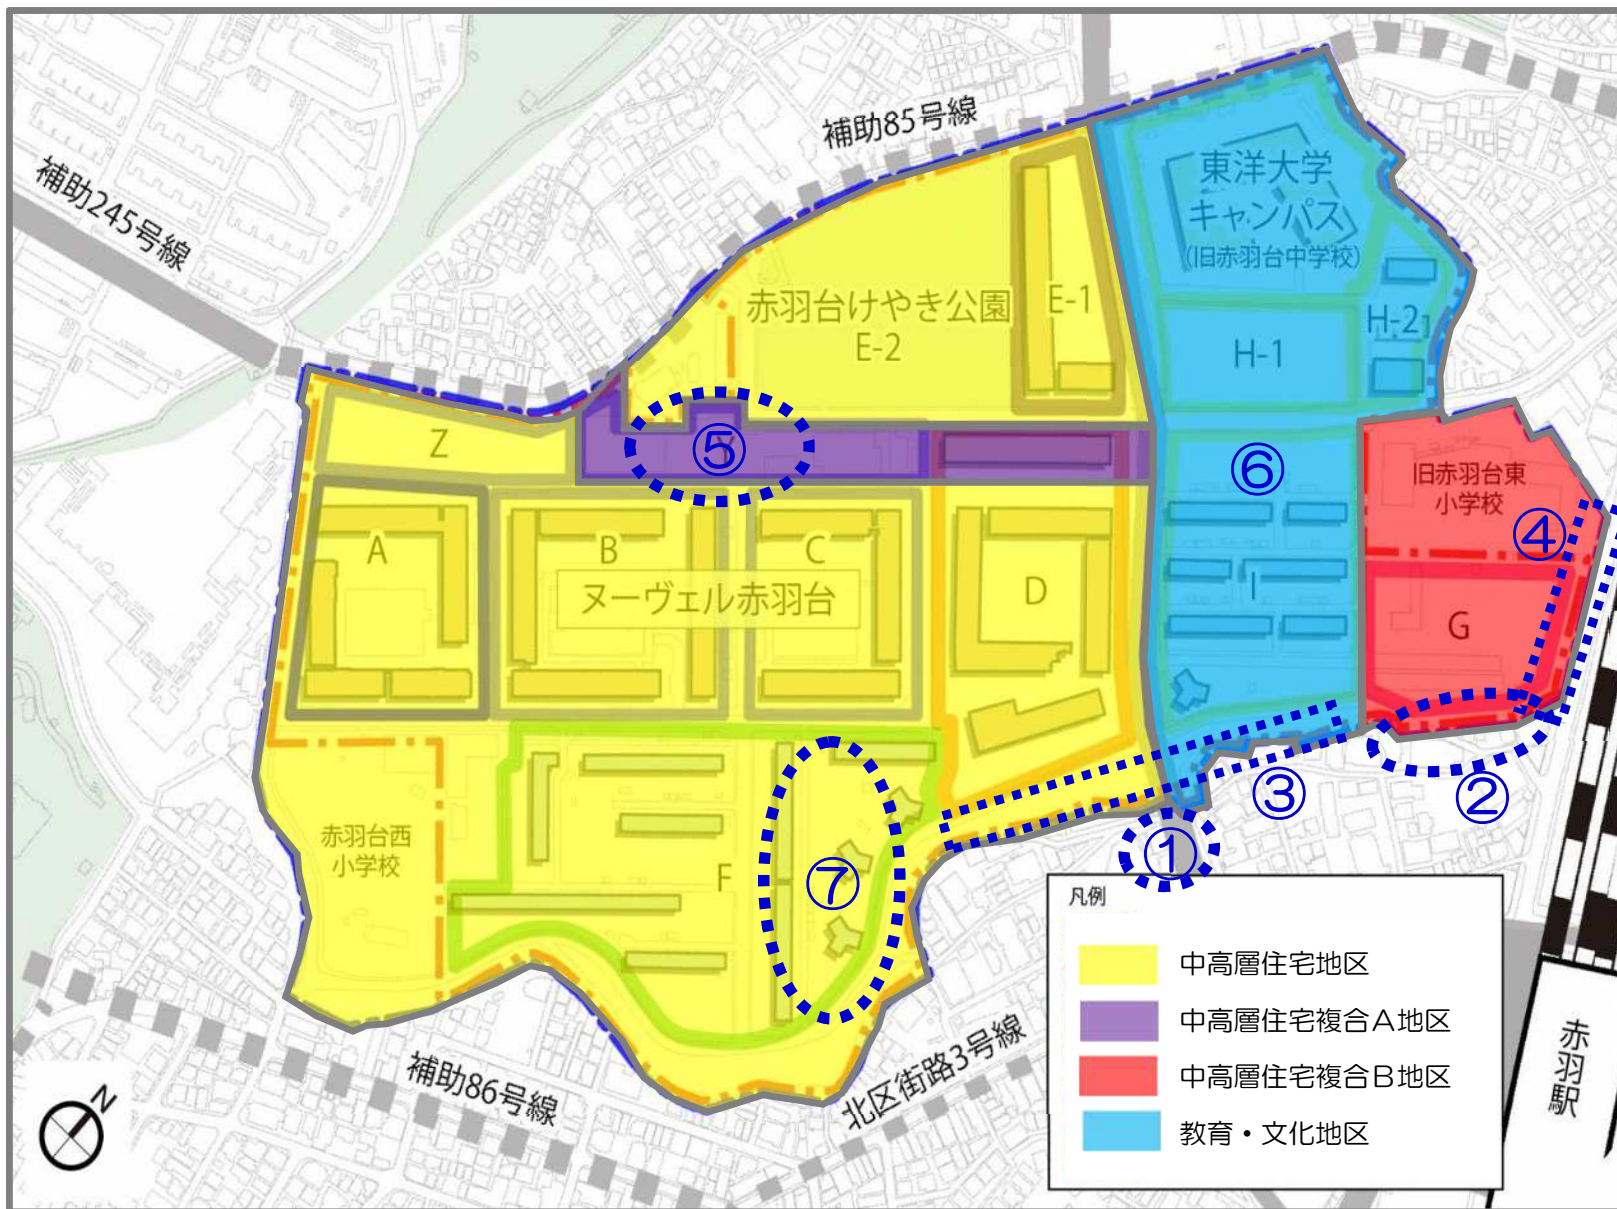 補助85号線
補助245号線
東洋大学
キャンパス
(旧赤羽台中学校)
赤羽台けやき公園
E-2
E-1
H-1
H-2
Z
Y
⑤
⑥
旧赤羽台東
小学校
④
A
B
C
D
ヌーヴェル赤羽台
I
G
③
②
①
赤羽台西
小学校
F
⑦
凡例
中高層住宅地区
中高層住宅複合A地区
中高層住宅複合B地区
教育・文化地区
赤羽駅
北区街路3号線
補助86号線
N